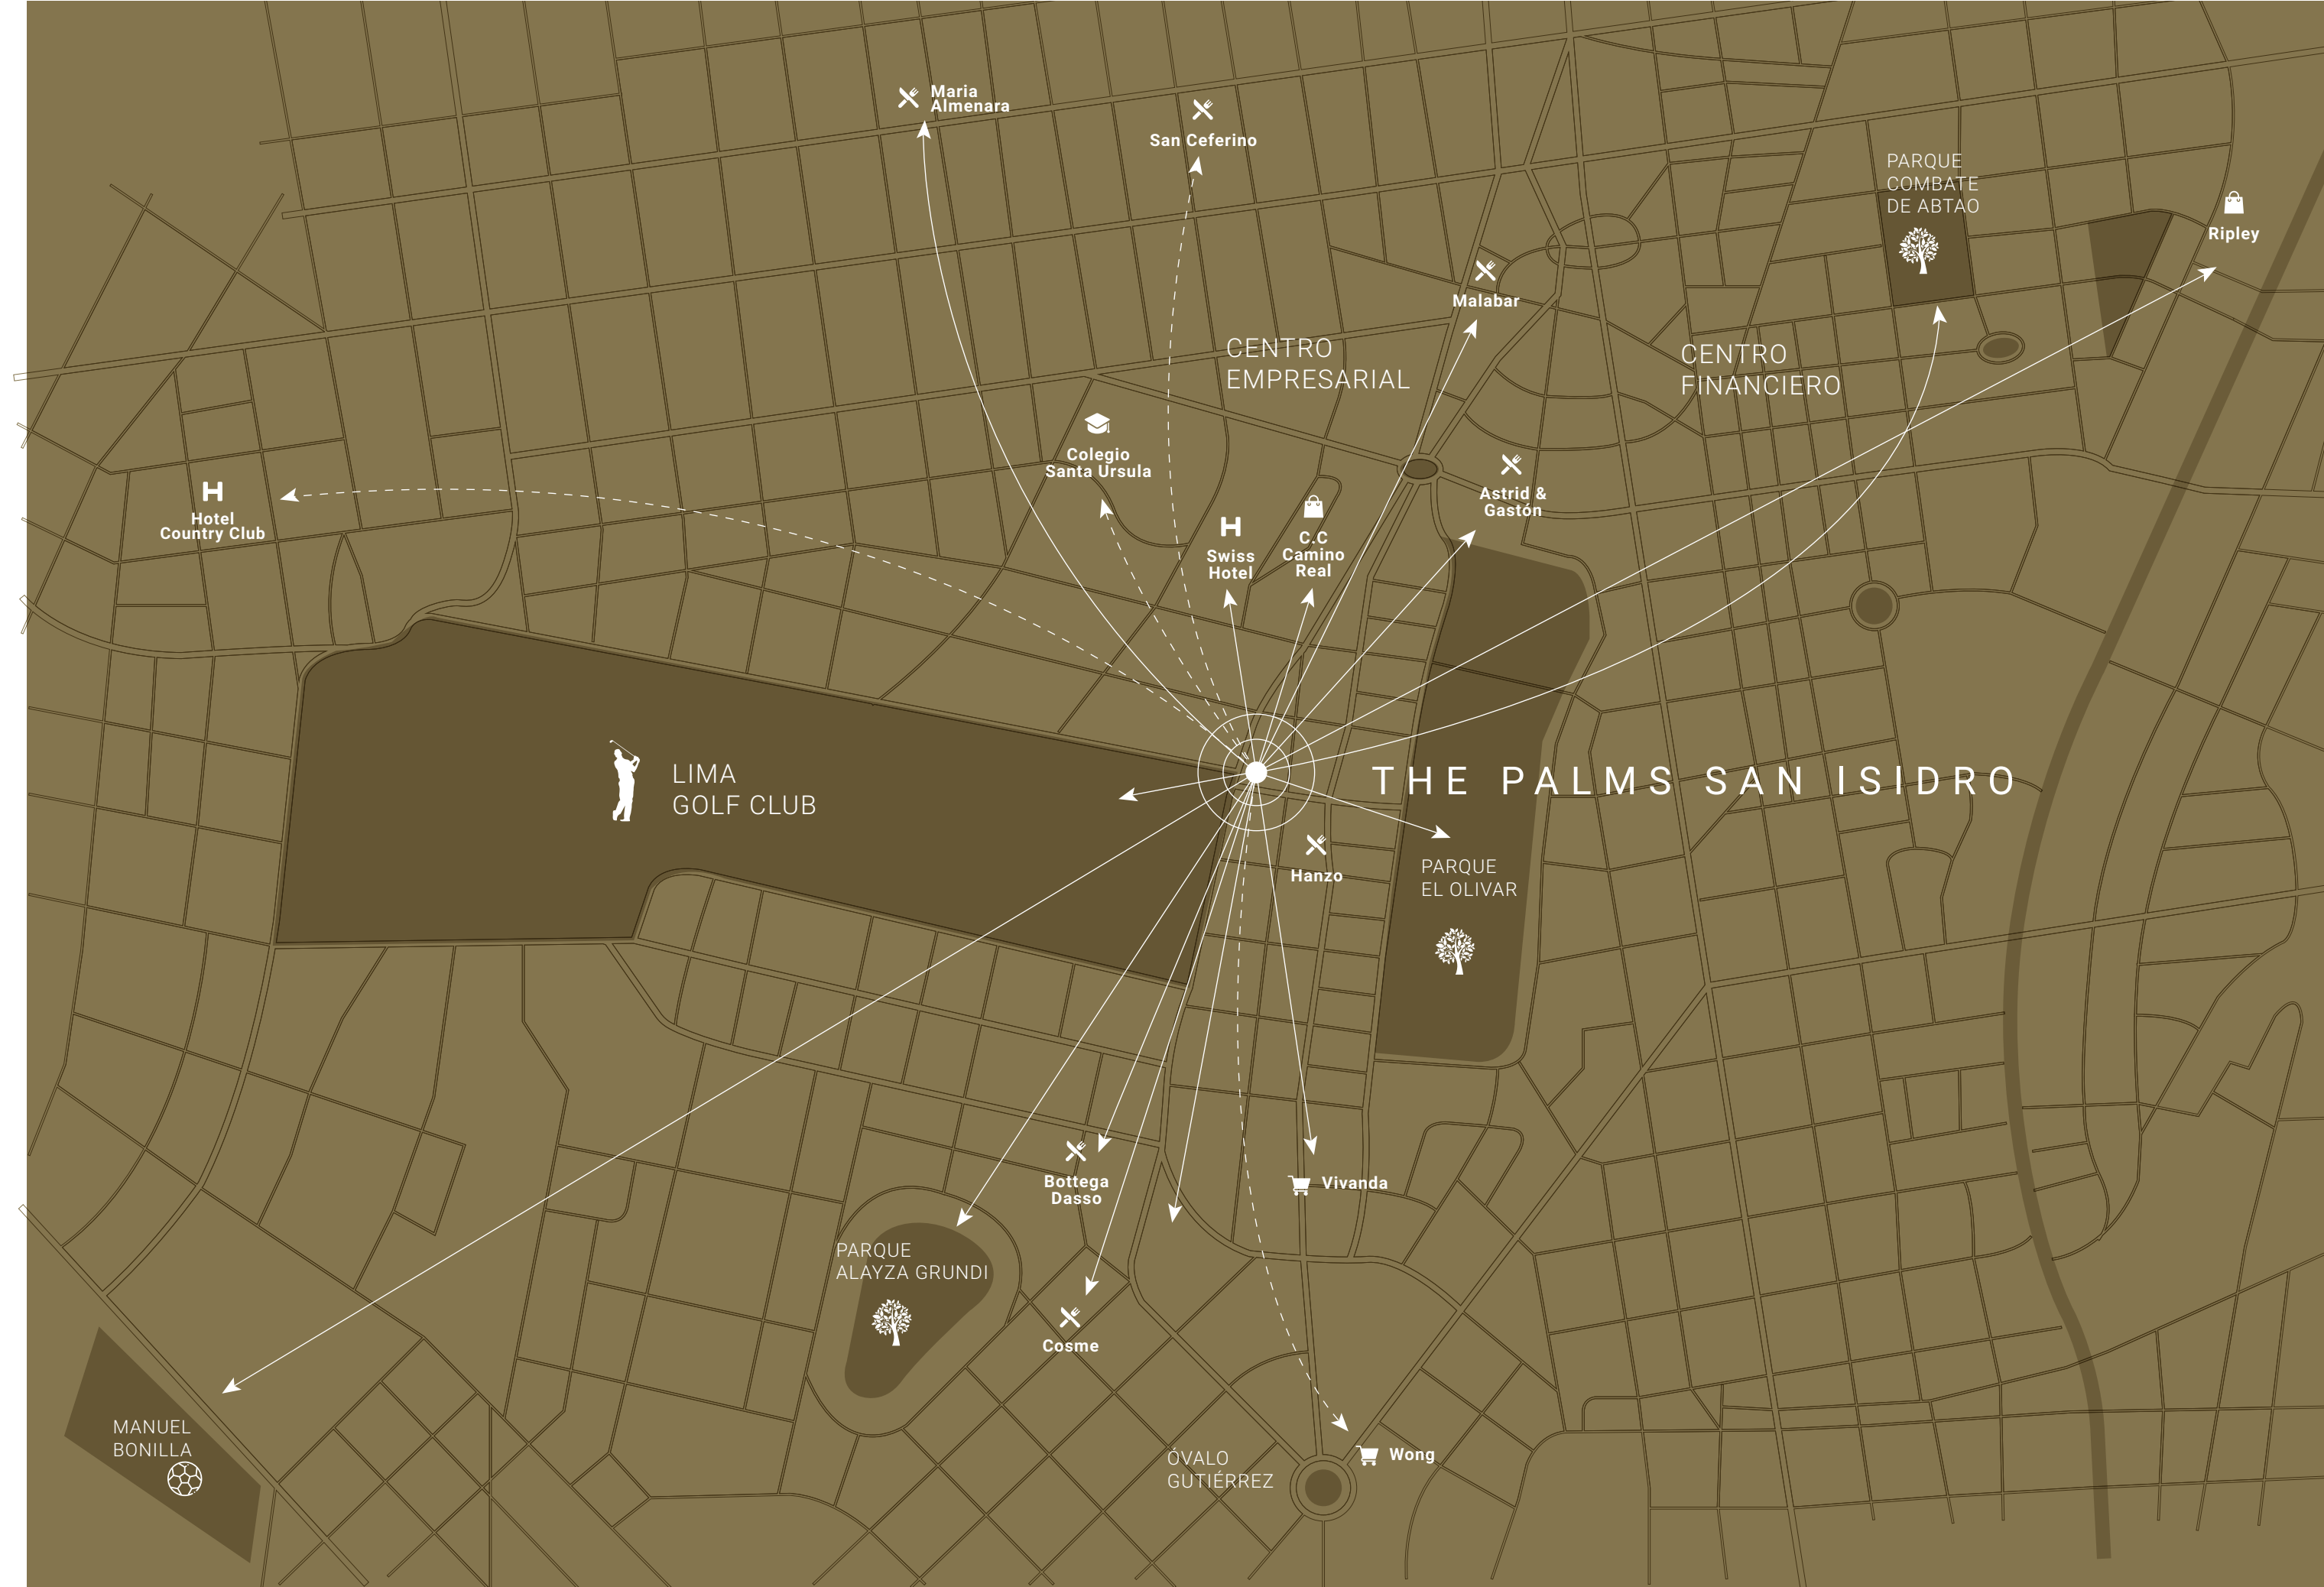 Maria
Almenara
San Ceferino
PARQUE
COMBATE
DE ABTAO
Ripley
Malabar
CENTRO
EMPRESARIAL
CENTRO
FINANCIERO
Colegio
Santa Ursula
H
Hotel
Country Club
Astrid &
Gastón
H
Swiss
Hotel
C.C
Camino
Real
LIMA
GOLF CLUB
THE PALMS SAN ISIDRO
Hanzo
PARQUE
EL OLIVAR
Bottega
Dasso
Vivanda
PARQUE
ALAYZA GRUNDI
Cosme
MANUEL
BONILLA
ÓVALO
GUTIÉRREZ
Wong